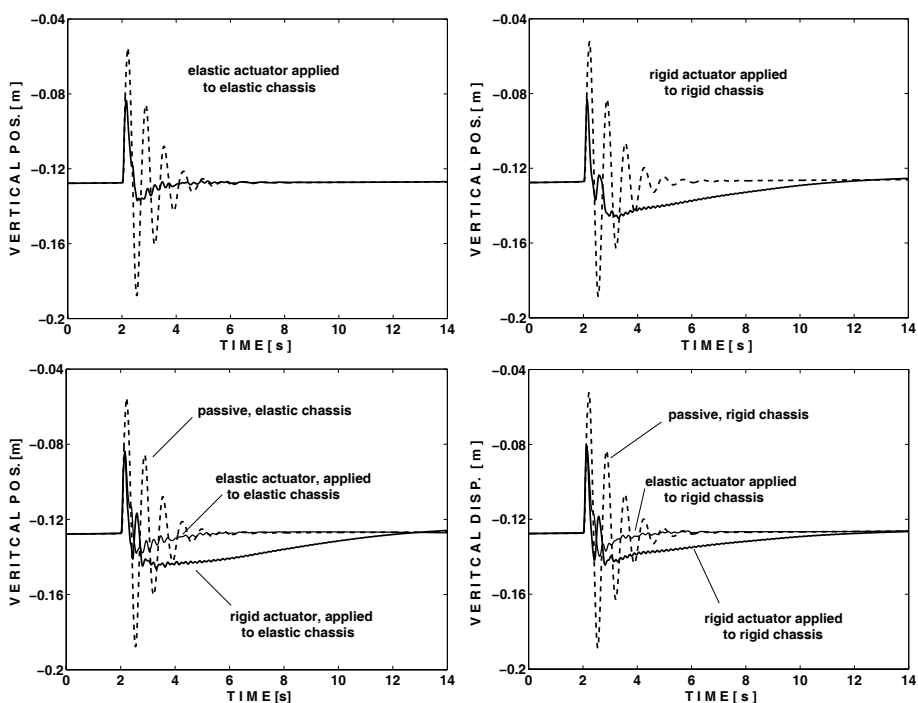 −0.04
−0.08
−0.12
−0.16
−0.2
VERTICAL POS. [m]
elastic actuator applied
to elastic chassis
0 2 4 6 8 10 12 14
TIME [s]
−0.04
−0.08
−0.12
−0.16
−0.2
VERTICAL POS. [m]
rigid actuator applied
to rigid chassis
0 2 4 6 8 10 12 14
TIME [s]
−0.04
−0.08
−0.12
−0.16
−0.2
VERITCAL POS. [m]
passive, elastic chassis
elastic actuator, applied
to elastic chassis
rigid actuator, applied
to elastic chassis
0 2 4 6 8 10 12 14
TIME [s]
−0.04
−0.08
−0.12
−0.16
−0.2
VERITCAL DISP. [m]
passive, rigid chassis
elastic actuator applied
to rigid chassis
rigid actuator applied
to rigid chassis
0 2 4 6 8 10 12 14
TIME [s]